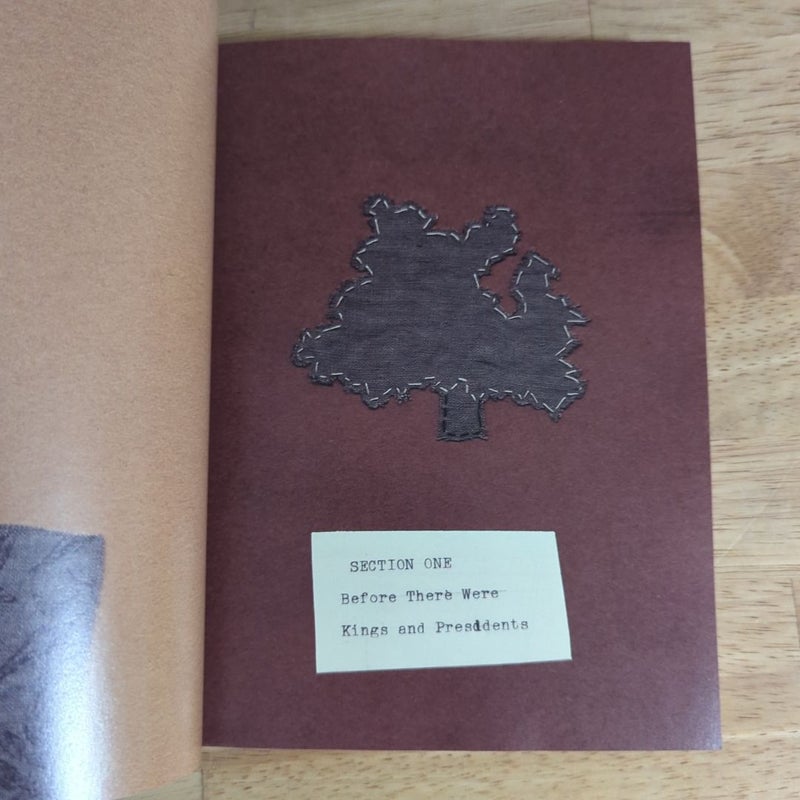 SECTION ONE
Before There Were
Kings and Presidents